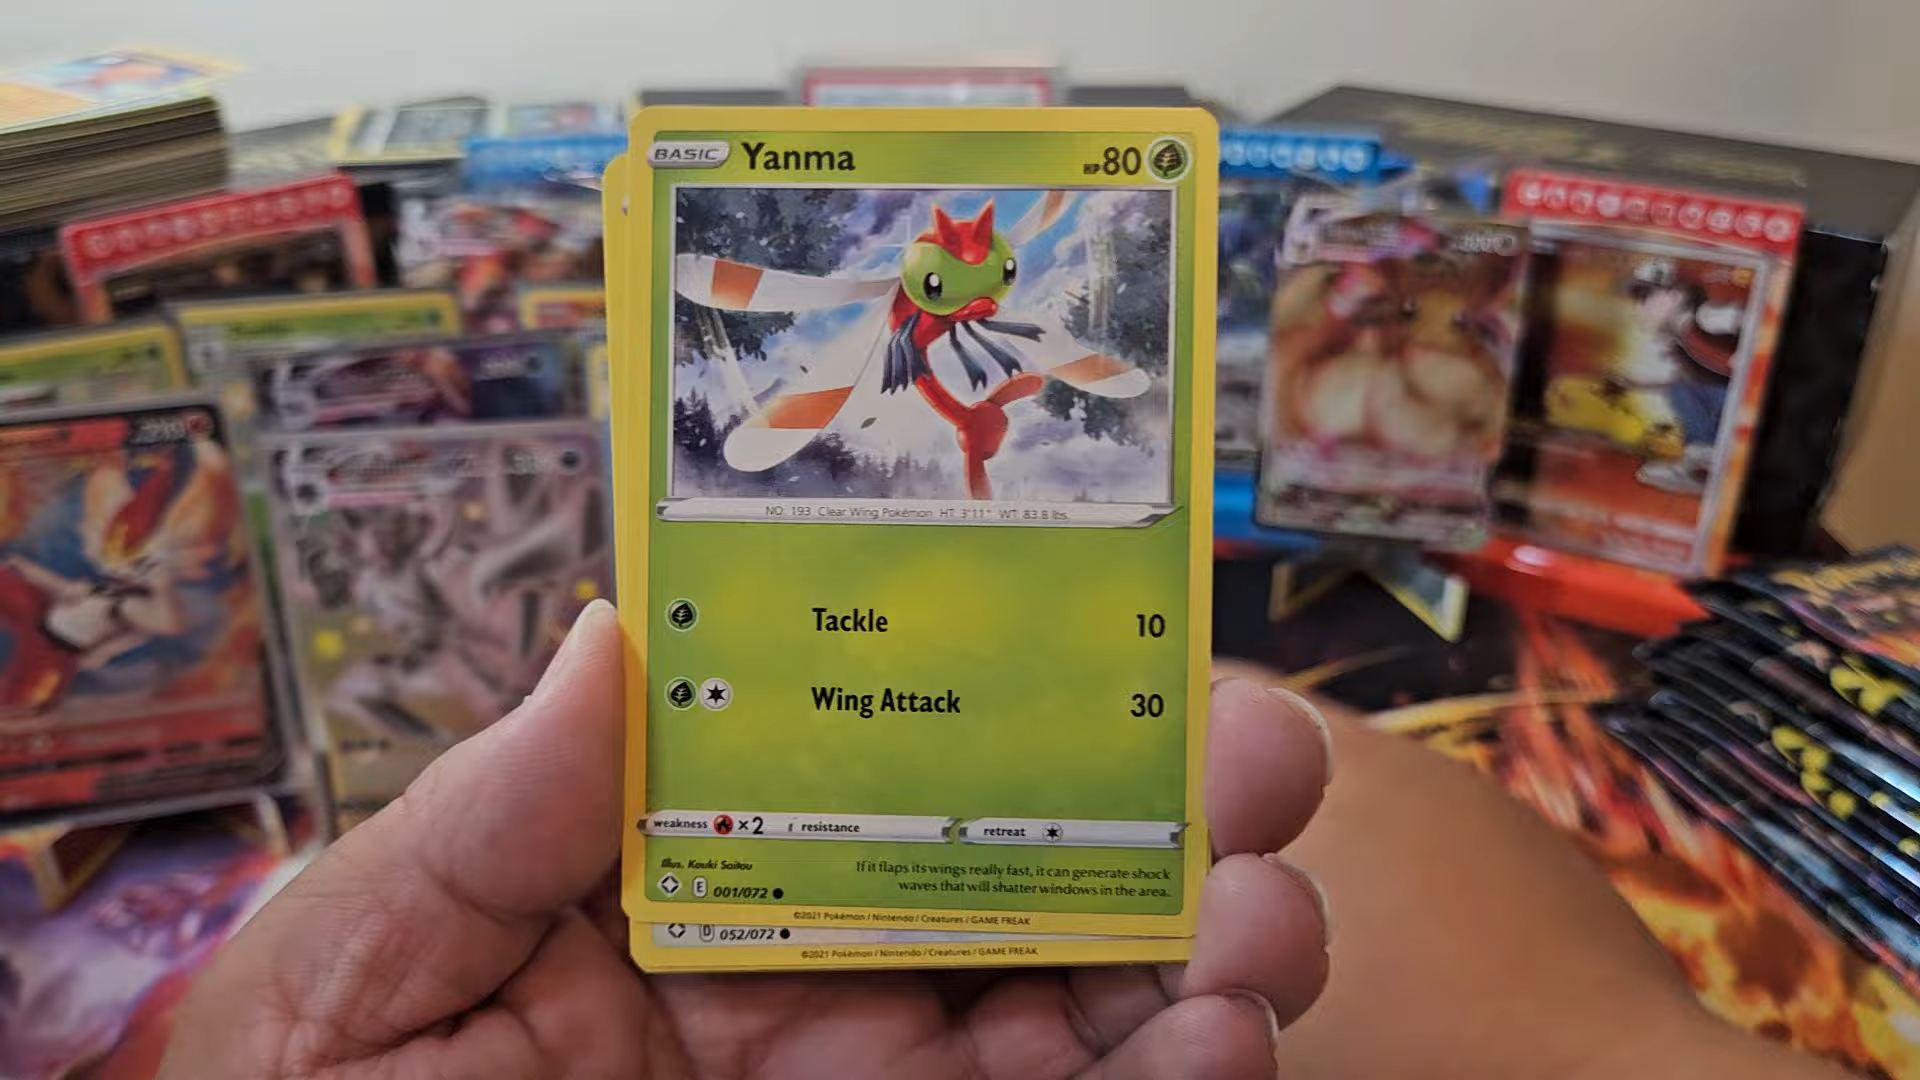 BASIC Yanma HP 80
NO. 193 Clear Wing Pokémon HT: 3'11" WT: 83.8 lbs.
Tackle 10
Wing Attack 30
weakness ×2 resistance retreat
Illus. Kouki Saitou
If it flaps its wings really fast, it can generate shock
waves that will shatter windows in the area.
E 001/072
©2021 Pokémon / Nintendo / Creatures / GAME FREAK
D 052/072
©2021 Pokémon / Nintendo / Creatures / GAME FREAK